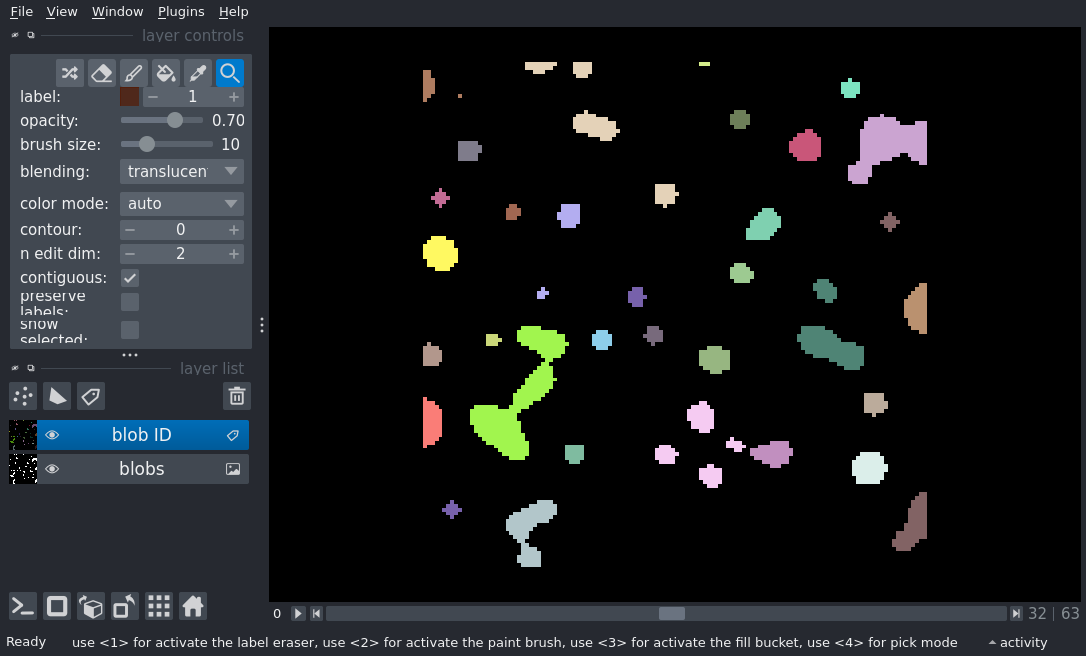 File View Window Plugins Help
layer controls
label: 1
opacity: 0.70
brush size: 10
blending: translucen
color mode: auto
contour: 0
n edit dim: 2
contiguous:
preserve
labels:
show
selected:
layer list
blob ID
blobs
0 32 63
Ready use <1> for activate the label eraser, use <2> for activate the paint brush, use <3> for activate the fill bucket, use <4> for pick mode activity